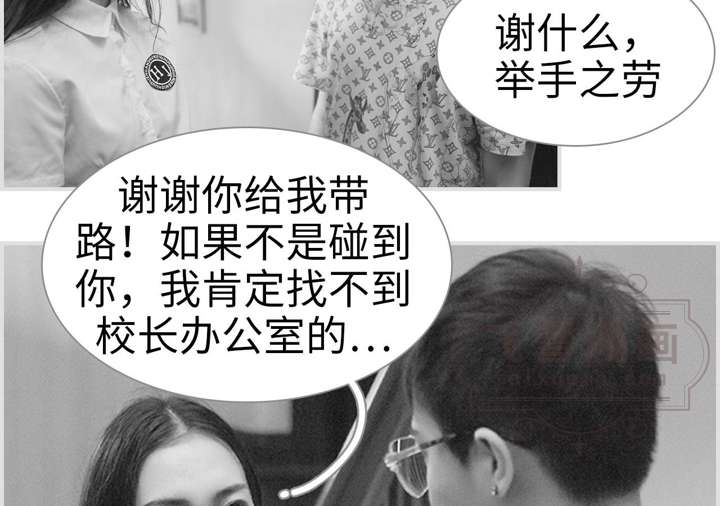 谢什么，
举手之劳
谢谢你给我带
路！如果不是碰到
你，我肯定找不到
校长办公室的...